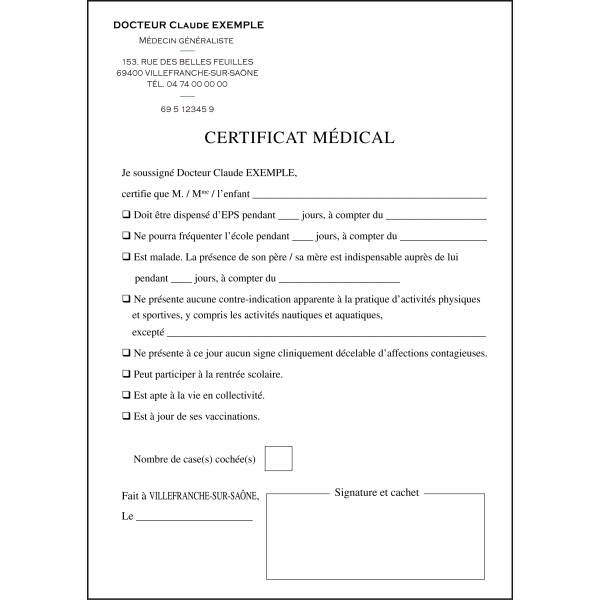 DOCTEUR Claude EXEMPLE
Médecin généraliste
153, RUE DES BELLES FEUILLES
69400 VILLEFRANCHE-SUR-SAÔNE
TÉL. 04 74 00 00 00
69 5 12345 9
CERTIFICAT MÉDICAL
Je soussigné Docteur Claude EXEMPLE,
certifie que M. / Mme / l'enfant ____________________
❏ Doit être dispensé d'EPS pendant ____ jours, à compter du ____________________
❏ Ne pourra fréquenter l'école pendant ____ jours, à compter du ________________
❏ Est malade. La présence de son père / sa mère est indispensable auprès de lui
pendant ____ jours, à compter du ____________________
❏ Ne présente aucune contre-indication apparente à la pratique d'activités physiques
et sportives, y compris les activités nautiques et aquatiques,
excepté ____________________
❏ Ne présente à ce jour aucun signe cliniquement décelable d'affections contagieuses.
❏ Peut participer à la rentrée scolaire.
❏ Est apte à la vie en collectivité.
❏ Est à jour de ses vaccinations.
Nombre de case(s) cochée(s)
Fait à VILLEFRANCHE-SUR-SAÔNE,
Signature et cachet
Le ____________________